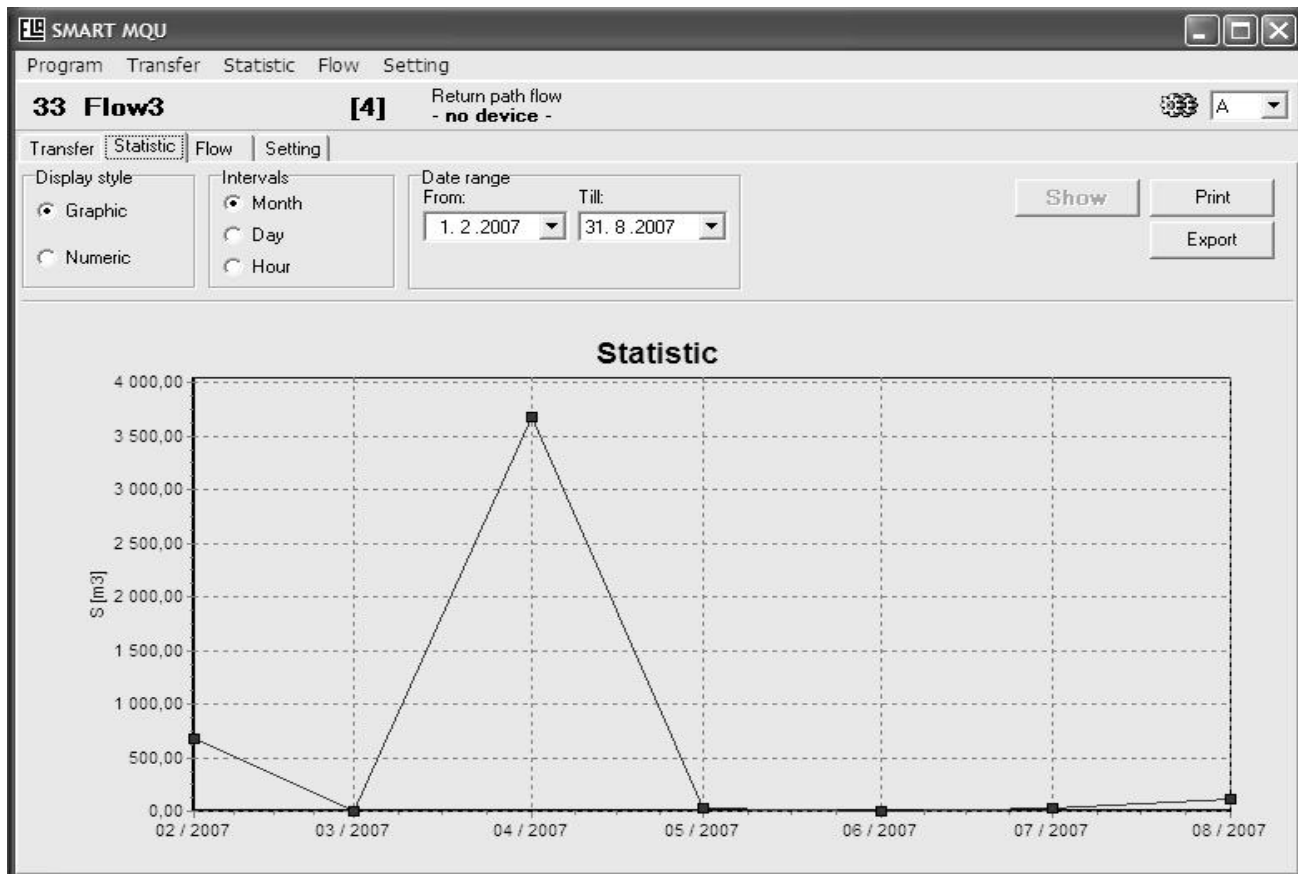 ELA SMART MQU
Program Transfer Statistic Flow Setting
33 Flow3 [4] Return path flow
- no device -
A
Transfer Statistic Flow Setting
Display style
Graphic
Numeric
Intervals
Month
Day
Hour
Date range
From: Till:
1. 2 .2007 31. 8 .2007
Show Print
Export
Statistic
S [m3]
4 000,00
3 500,00
3 000,00
2 500,00
2 000,00
1 500,00
1 000,00
500,00
0,00
02 / 2007 03 / 2007 04 / 2007 05 / 2007 06 / 2007 07 / 2007 08 / 2007